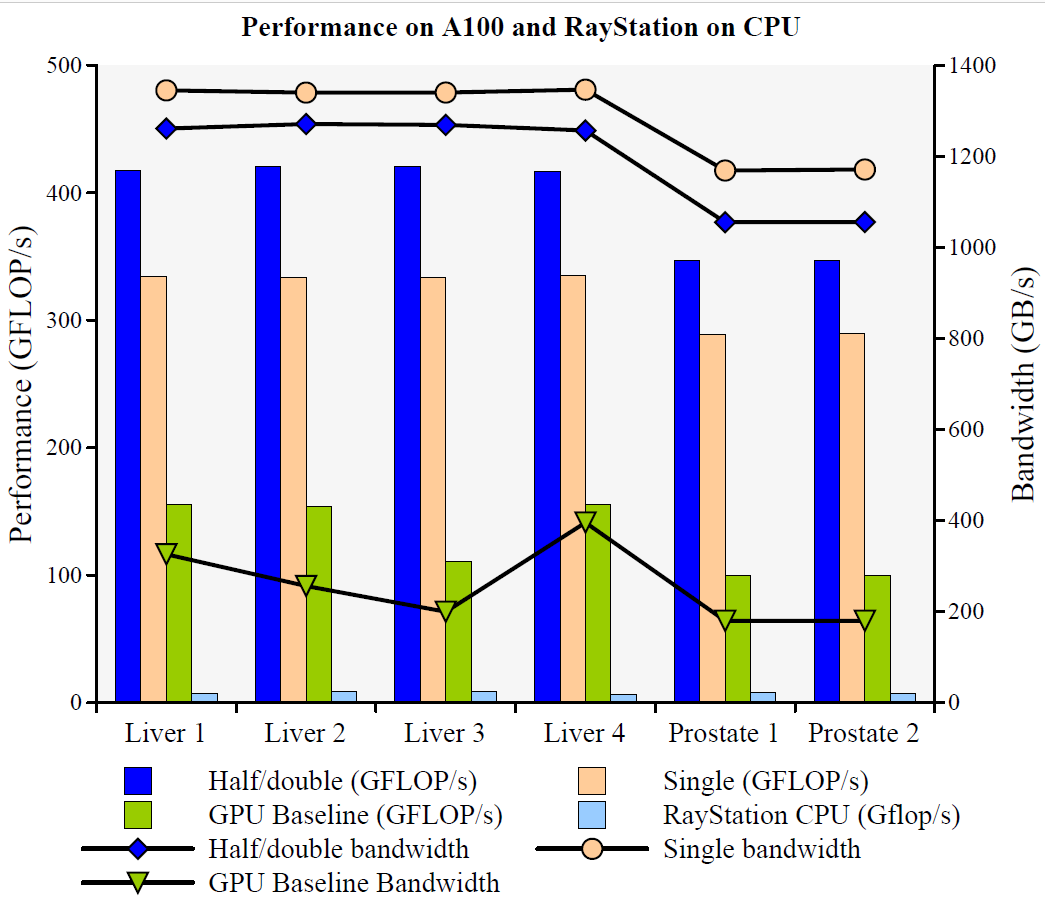 Performance on A100 and RayStation on CPU
500
400
300
200
100
0
Performance (GFLOP/s)
1400
1200
1000
800
600
400
200
0
Bandwidth (GB/s)
Liver 1 Liver 2 Liver 3 Liver 4 Prostate 1 Prostate 2
Half/double (GFLOP/s) Single (GFLOP/s)
GPU Baseline (GFLOP/s) RayStation CPU (Gflop/s)
Half/double bandwidth Single bandwidth
GPU Baseline Bandwidth